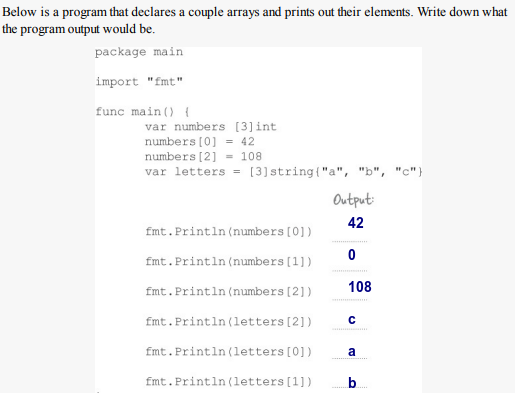 Below is a program that declares a couple arrays and prints out their elements. Write down what
the program output would be.
package main
import "fmt"
func main() {
var numbers [3]int
numbers[0] = 42
numbers[2] = 108
var letters = [3]string{"a", "b", "c"}
Output:
fmt.Println(numbers[0]) 42
fmt.Println(numbers[1]) 0
fmt.Println(numbers[2]) 108
fmt.Println(letters[2]) c
fmt.Println(letters[0]) a
fmt.Println(letters[1]) b